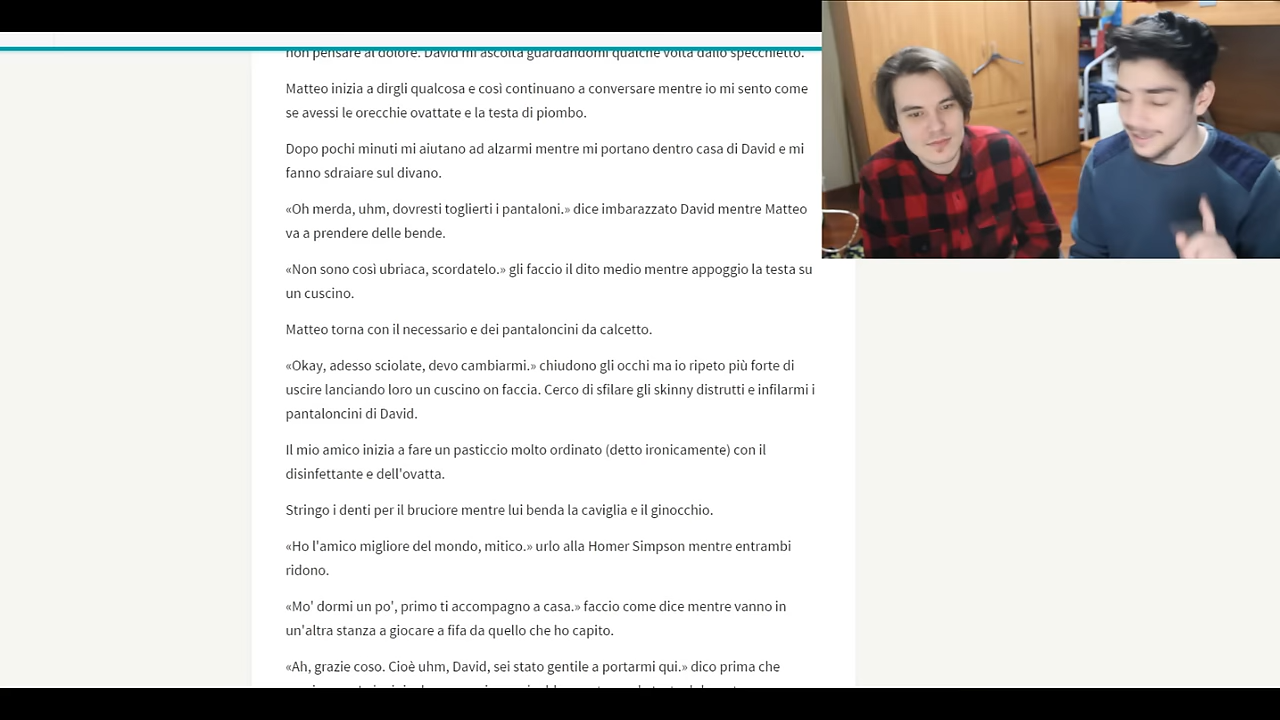 non pensare al dolore. David mi ascolta guardandomi qualche volta dallo specchietto.
Matteo inizia a dirgli qualcosa e così continuano a conversare mentre io mi sento come
se avessi le orecchie ovattate e la testa di piombo.
Dopo pochi minuti mi aiutano ad alzarmi mentre mi portano dentro casa di David e mi
fanno sdraiare sul divano.
«Oh merda, uhm, dovresti toglierti i pantaloni.» dice imbarazzato David mentre Matteo
va a prendere delle bende.
«Non sono così ubriaca, scordatelo.» gli faccio il dito medio mentre appoggio la testa su
un cuscino.
Matteo torna con il necessario e dei pantaloncini da calcetto.
«Okay, adesso sciolate, devo cambiarmi.» chiudono gli occhi ma io ripeto più forte di
uscire lanciando loro un cuscino on faccia. Cerco di sfilare gli skinny distrutti e infilarmi i
pantaloncini di David.
Il mio amico inizia a fare un pasticcio molto ordinato (detto ironicamente) con il
disinfettante e dell'ovatta.
Stringo i denti per il bruciore mentre lui benda la caviglia e il ginocchio.
«Ho l'amico migliore del mondo, mitico.» urlo alla Homer Simpson mentre entrambi
ridono.
«Mo' dormi un po', primo ti accompagno a casa.» faccio come dice mentre vanno in
un'altra stanza a giocare a fifa da quello che ho capito.
«Ah, grazie coso. Cioè uhm, David, sei stato gentile a portarmi qui.» dico prima che